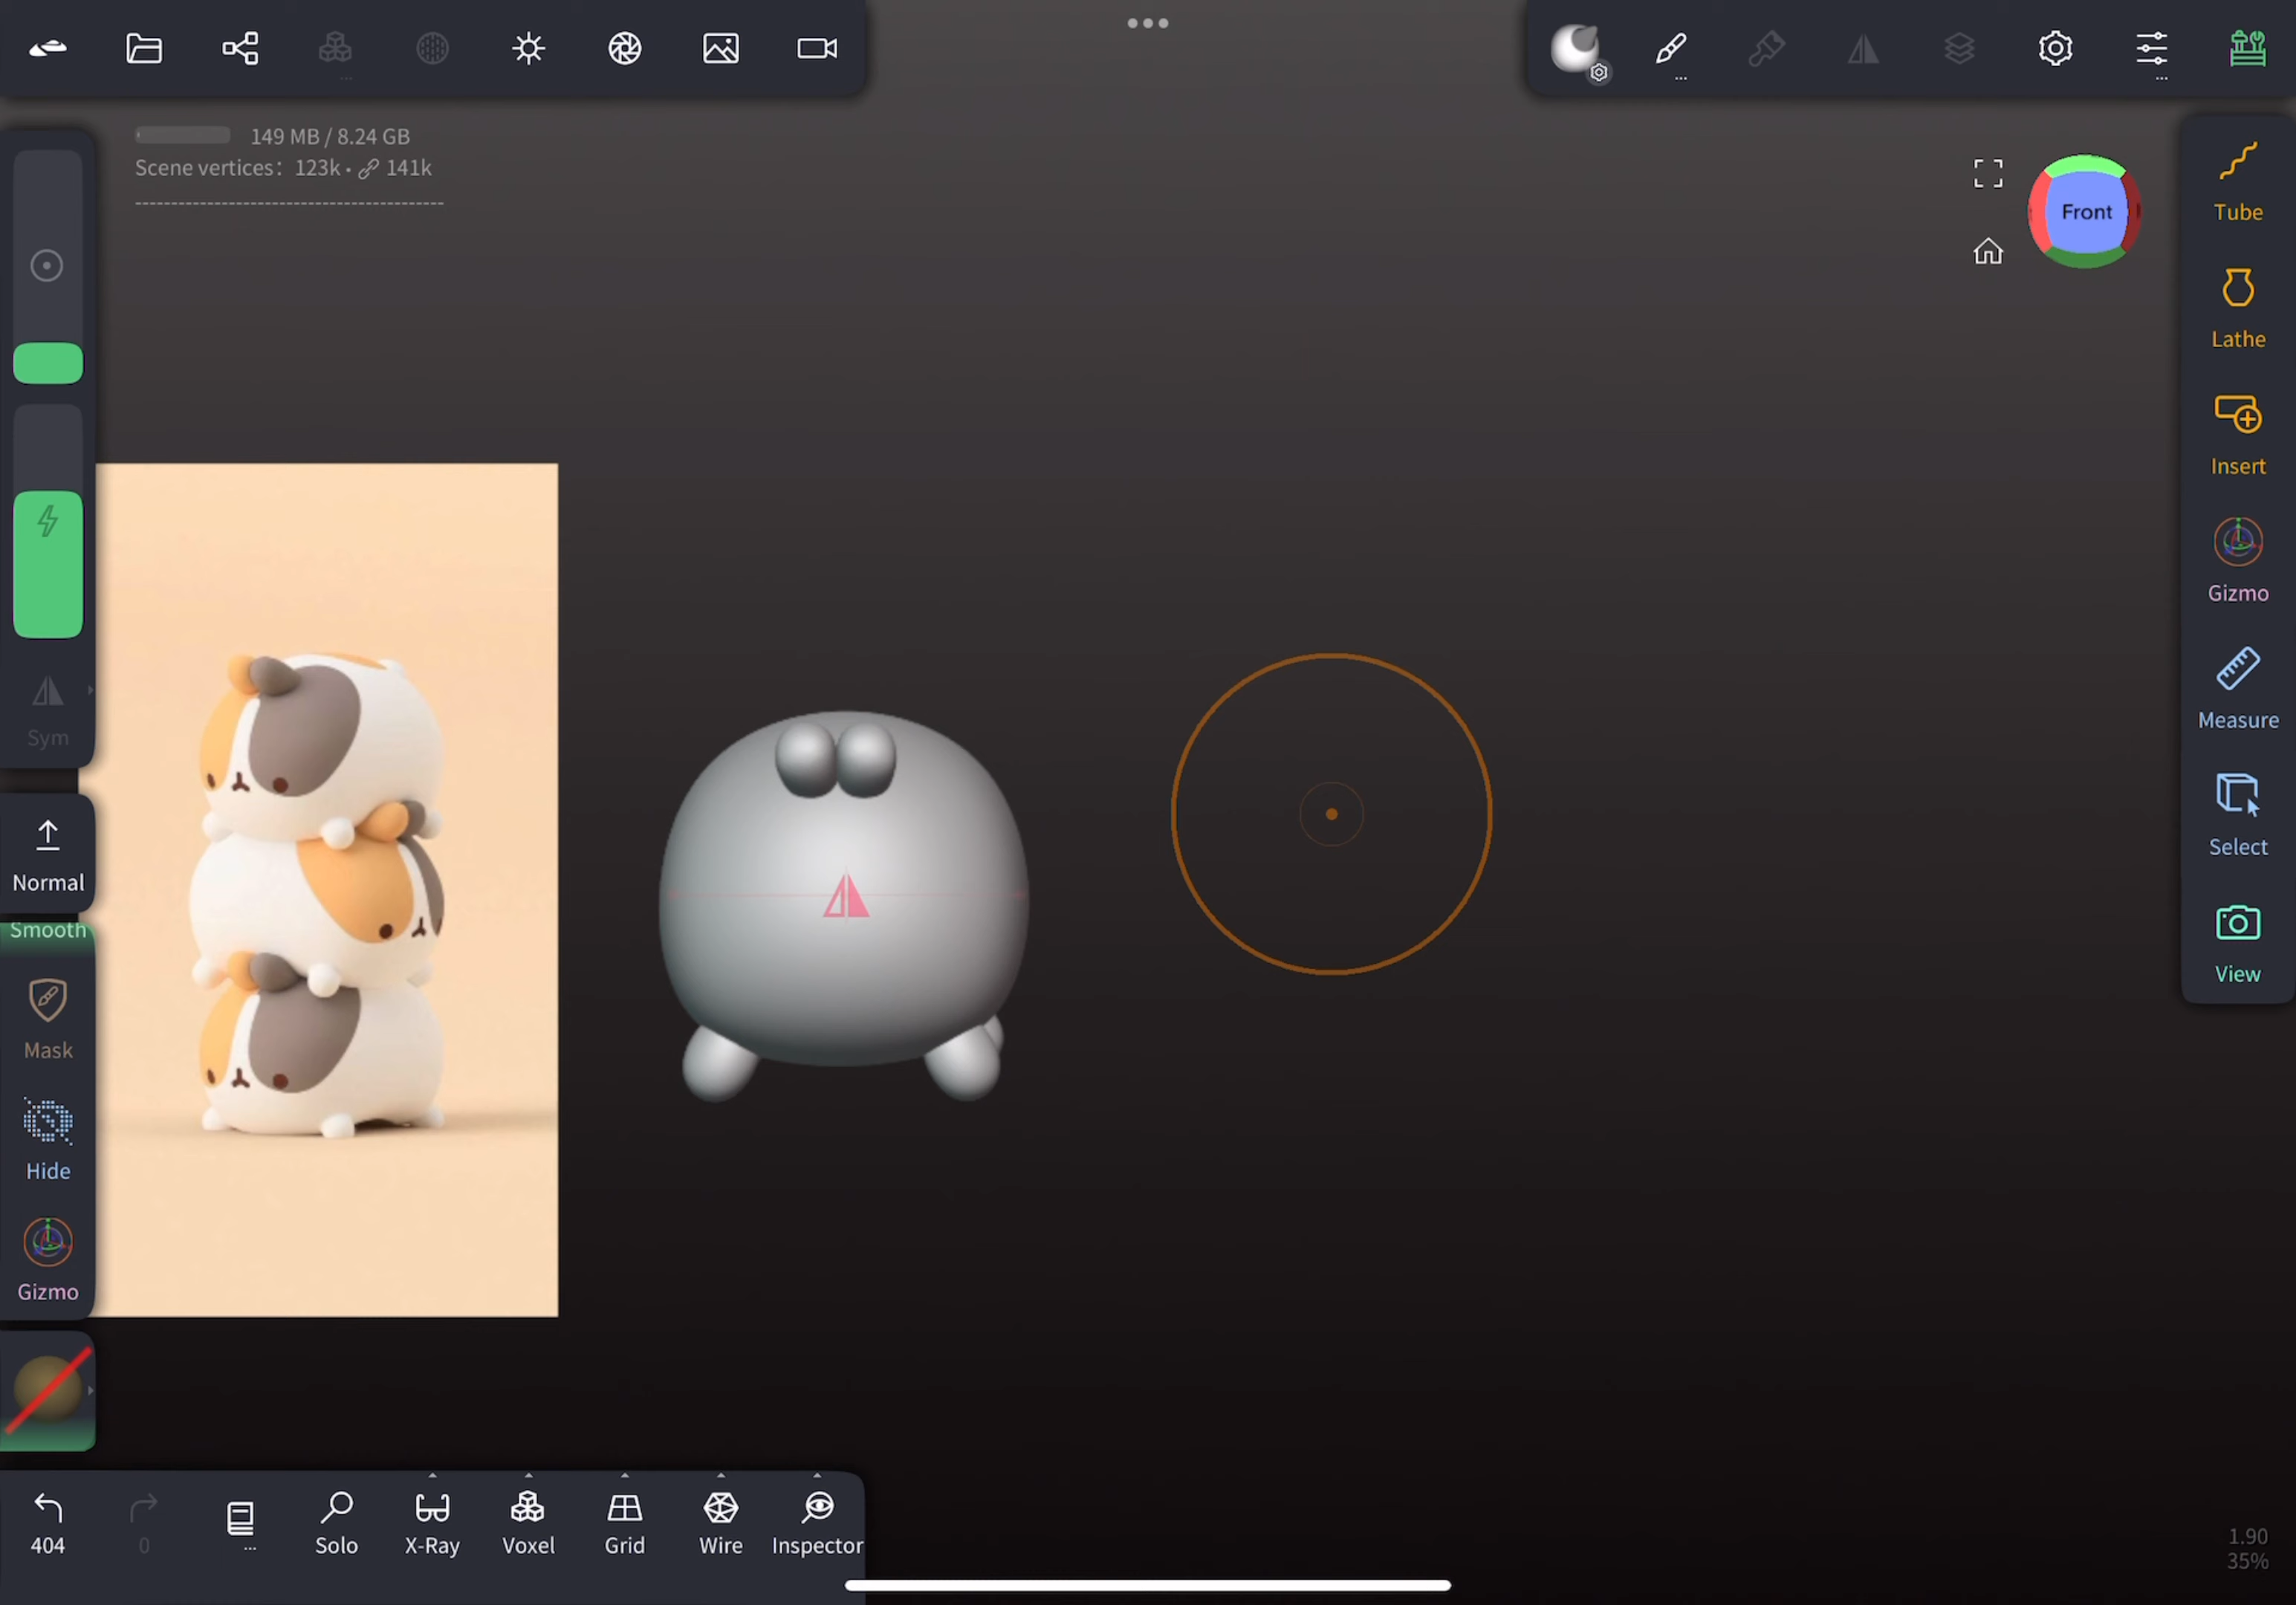 149 MB / 8.24 GB
Scene vertices: 123k • 141k
Front
Tube
Lathe
Insert
Gizmo
Measure
Select
View
Sym
Normal
Smooth
Mask
Hide
Gizmo
404
0
...
Solo
X-Ray
Voxel
Grid
Wire
Inspector
1.90
35%